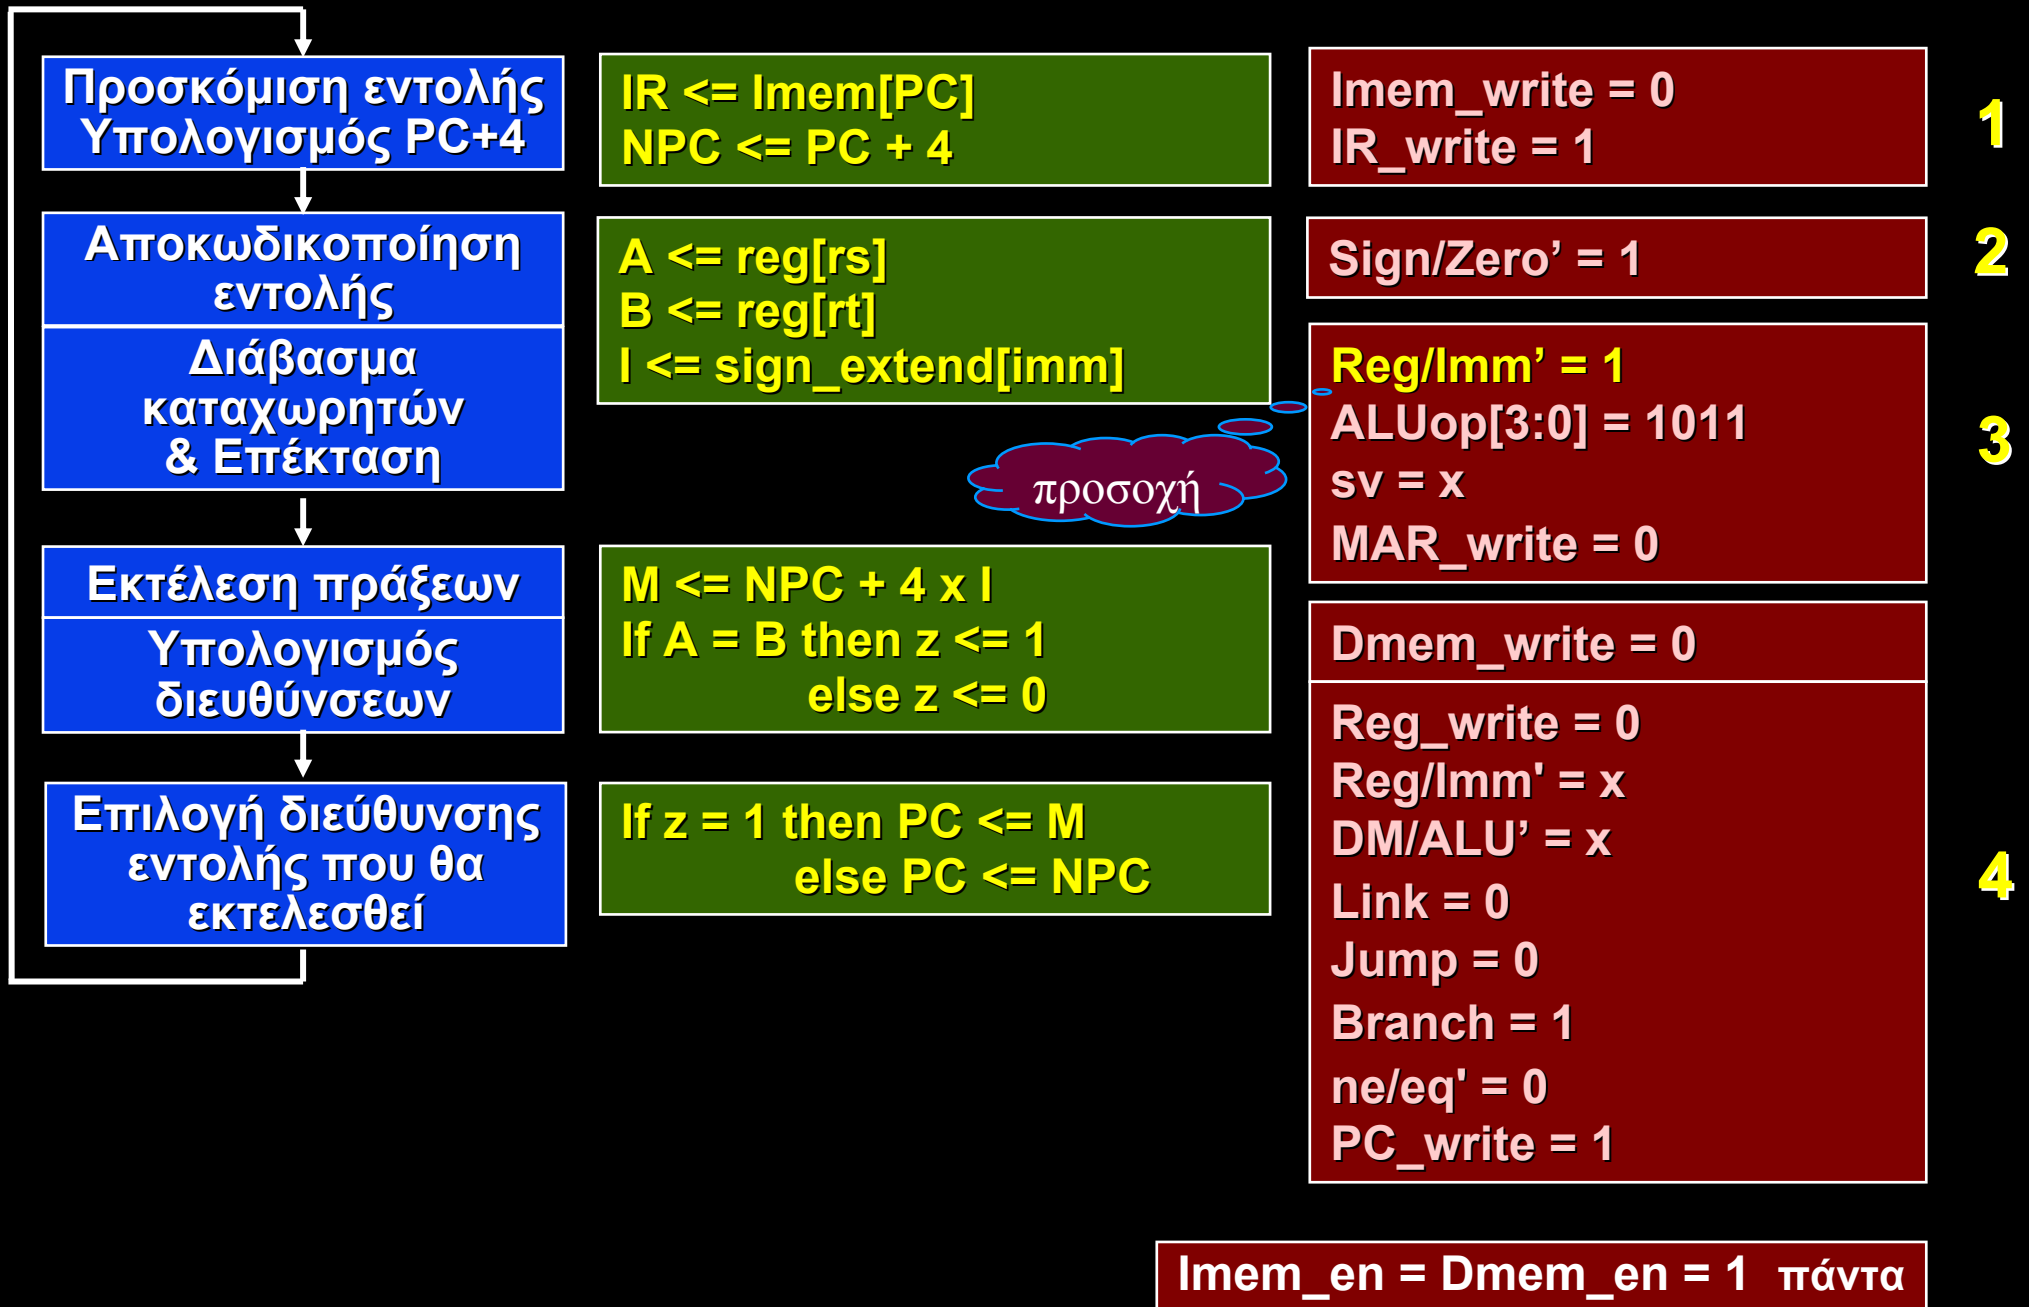 Προσκόμιση εντολής
Υπολογισμός PC+4
IR <= Imem[PC]
NPC <= PC + 4
Imem_write = 0
IR_write = 1
1
Αποκωδικοποίηση
εντολής
Διάβασμα
καταχωρητών
& Επέκταση
A <= reg[rs]
B <= reg[rt]
I <= sign_extend[imm]
Sign/Zero’ = 1
2
προσοχή
Reg/Imm’ = 1
ALUop[3:0] = 1011
sv = x
MAR_write = 0
3
Εκτέλεση πράξεων
Υπολογισμός
διευθύνσεων
M <= NPC + 4 x I
If A = B then z <= 1
else z <= 0
Επιλογή διεύθυνσης
εντολής που θα
εκτελεσθεί
If z = 1 then PC <= M
else PC <= NPC
Dmem_write = 0
Reg_write = 0
Reg/Imm' = x
DM/ALU’ = x
Link = 0
Jump = 0
Branch = 1
ne/eq' = 0
PC_write = 1
4
Imem_en = Dmem_en = 1 πάντα